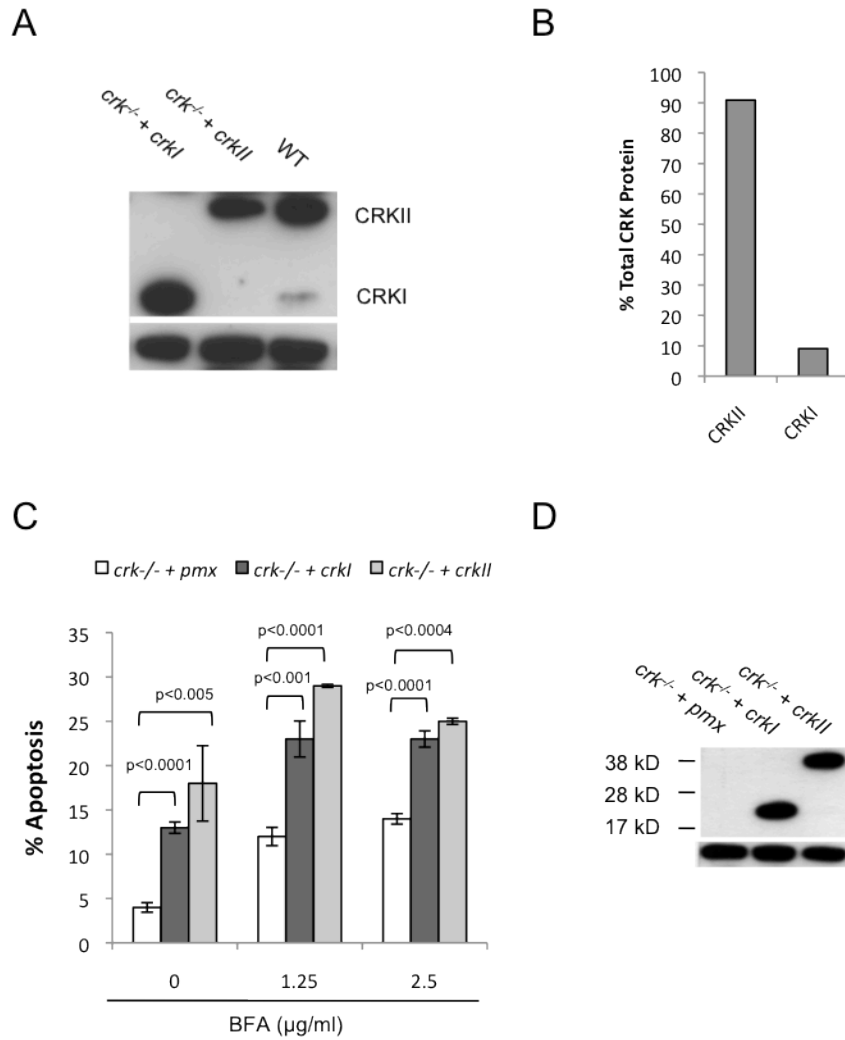 A
crk-/- + crkI
crk-/- + crkII
WT
CRKII
CRKI
B
100
90
80
70
60
50
40
30
20
10
0
% Total CRK Protein
CRKII
CRKI
C
crk-/- + pmx
crk-/- + crkI
crk-/- + crkII
35
30
25
20
15
10
5
0
% Apoptosis
p<0.005
p<0.0001
p<0.0001
p<0.001
p<0.0004
p<0.0001
0
1.25
2.5
BFA (µg/ml)
D
crk-/- + pmx
crk-/- + crkI
crk-/- + crkII
38 kD
28 kD
17 kD